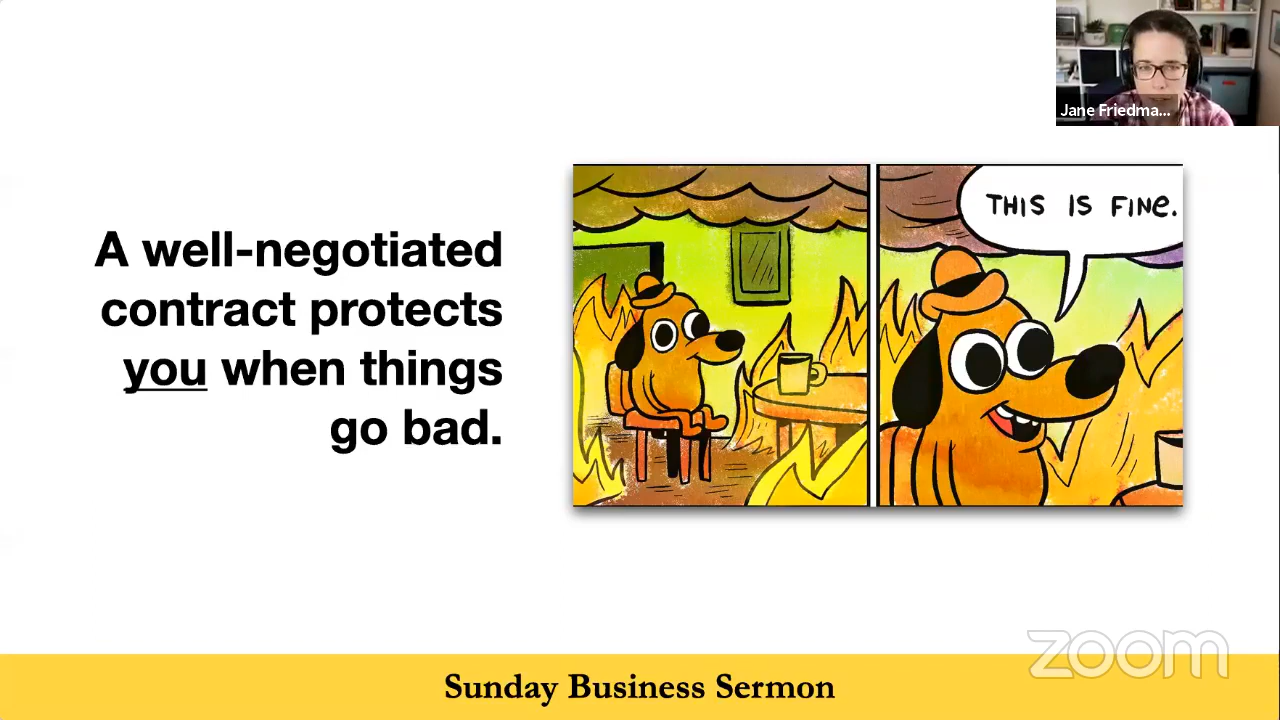 Jane Friedma...
A well-negotiated
contract protects
you when things
go bad.
THIS IS FINE.
zoom
Sunday Business Sermon